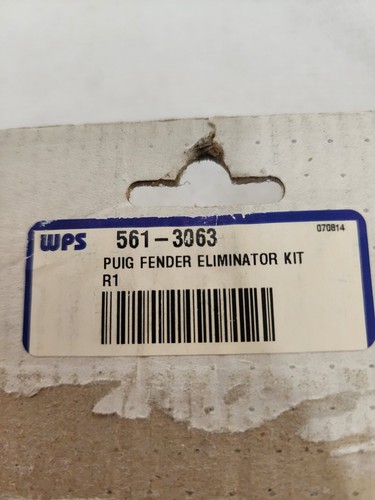 WPS 561-3063 070814
PUIG FENDER ELIMINATOR KIT
R1